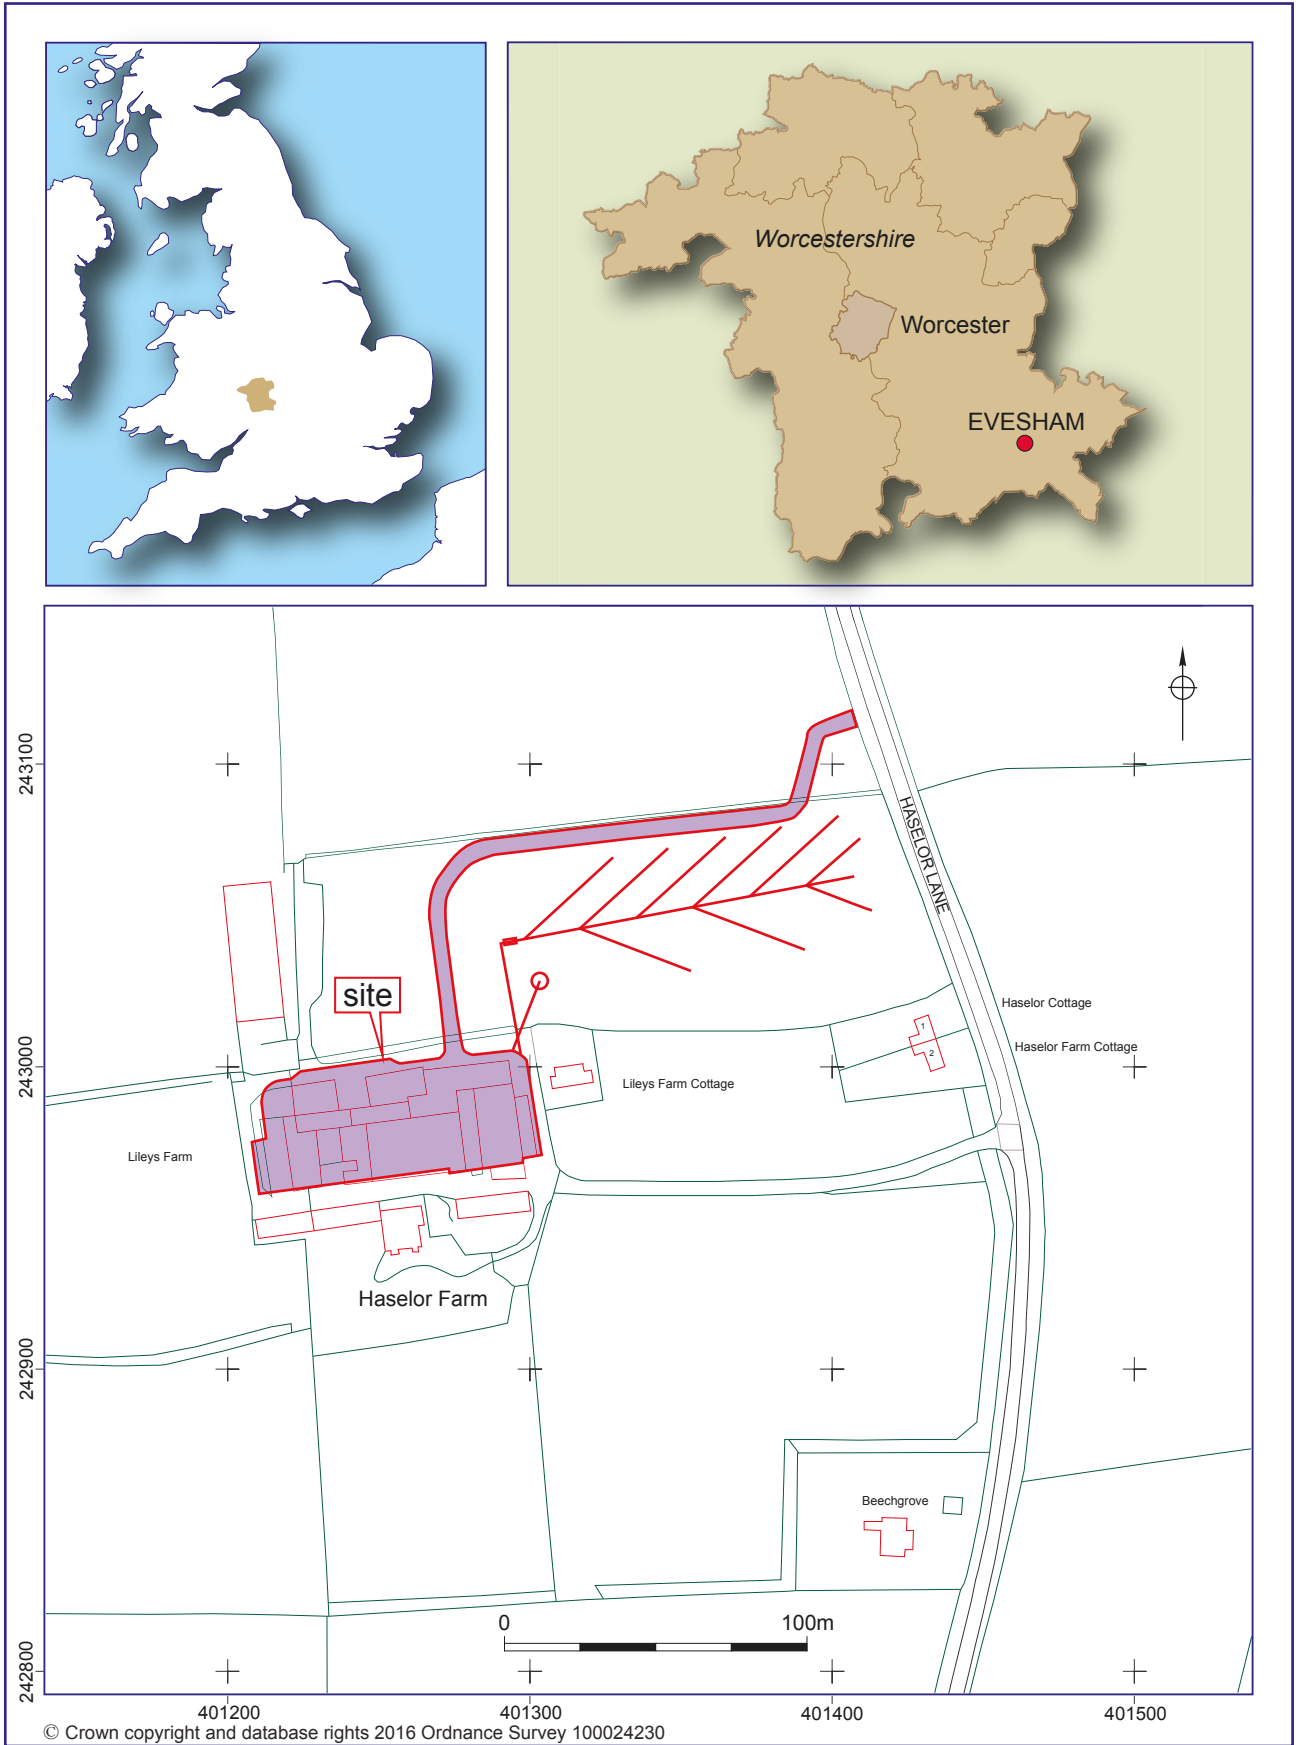 Worcestershire
Worcester
EVESHAM
243100
HASELOR LANE
site
Haselor Cottage
1
243000
Haselor Farm Cottage
2
Lileys Farm Cottage
Lileys Farm
Haselor Farm
242900
Beechgrove
0 100m
242800
401200 401300 401400 401500
© Crown copyright and database rights 2016 Ordnance Survey 100024230